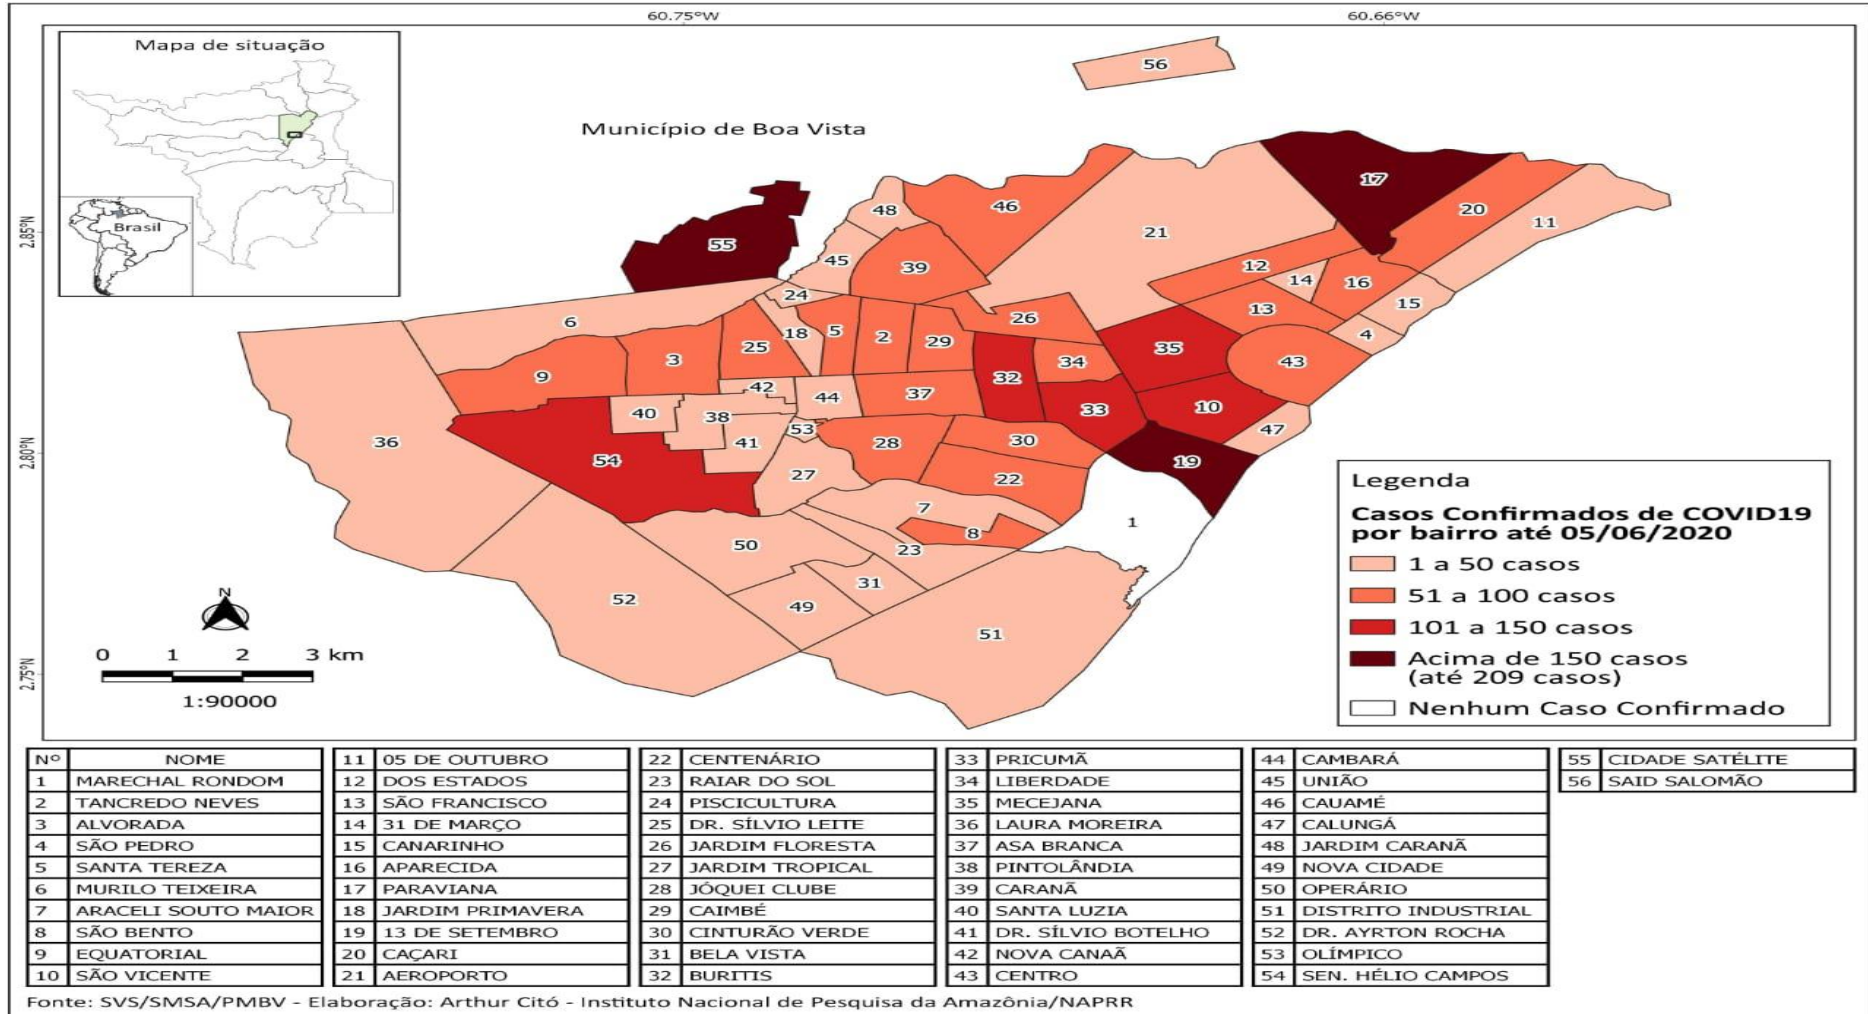 60.75°W
60.66°W
Mapa de situação
Brasil
Município de Boa Vista
2.85°N
2.80°N
2.75°N
56
17
20
11
46
48
21
55
45
39
12
14
16
15
24
13
6
26
4
18
5
2
29
25
35
3
34
43
9
32
42
44
37
33
10
40
38
53
47
36
41
28
30
54
27
19
22
7
1
8
50
23
31
52
49
51
N
0 1 2 3 km
1:90000
Legenda
Casos Confirmados de COVID19
por bairro até 05/06/2020
1 a 50 casos
51 a 100 casos
101 a 150 casos
Acima de 150 casos
(até 209 casos)
Nenhum Caso Confirmado
Nº NOME
1 MARECHAL RONDOM
2 TANCREDO NEVES
3 ALVORADA
4 SÃO PEDRO
5 SANTA TEREZA
6 MURILO TEIXEIRA
7 ARACELI SOUTO MAIOR
8 SÃO BENTO
9 EQUATORIAL
10 SÃO VICENTE
11 05 DE OUTUBRO
12 DOS ESTADOS
13 SÃO FRANCISCO
14 31 DE MARÇO
15 CANARINHO
16 APARECIDA
17 PARAVIANA
18 JARDIM PRIMAVERA
19 13 DE SETEMBRO
20 CAÇARI
21 AEROPORTO
22 CENTENÁRIO
23 RAIAR DO SOL
24 PISCICULTURA
25 DR. SÍLVIO LEITE
26 JARDIM FLORESTA
27 JARDIM TROPICAL
28 JÓQUEI CLUBE
29 CAIMBÉ
30 CINTURÃO VERDE
31 BELA VISTA
32 BURITIS
33 PRICUMÃ
34 LIBERDADE
35 MECEJANA
36 LAURA MOREIRA
37 ASA BRANCA
38 PINTOLÂNDIA
39 CARANÃ
40 SANTA LUZIA
41 DR. SÍLVIO BOTELHO
42 NOVA CANAÃ
43 CENTRO
44 CAMBARÁ
45 UNIÃO
46 CAUAMÉ
47 CALUNGÁ
48 JARDIM CARANÃ
49 NOVA CIDADE
50 OPERÁRIO
51 DISTRITO INDUSTRIAL
52 DR. AYRTON ROCHA
53 OLÍMPICO
54 SEN. HÉLIO CAMPOS
55 CIDADE SATÉLITE
56 SAID SALOMÃO
Fonte: SVS/SMSA/PMBV - Elaboração: Arthur Citó - Instituto Nacional de Pesquisa da Amazônia/NAPRR